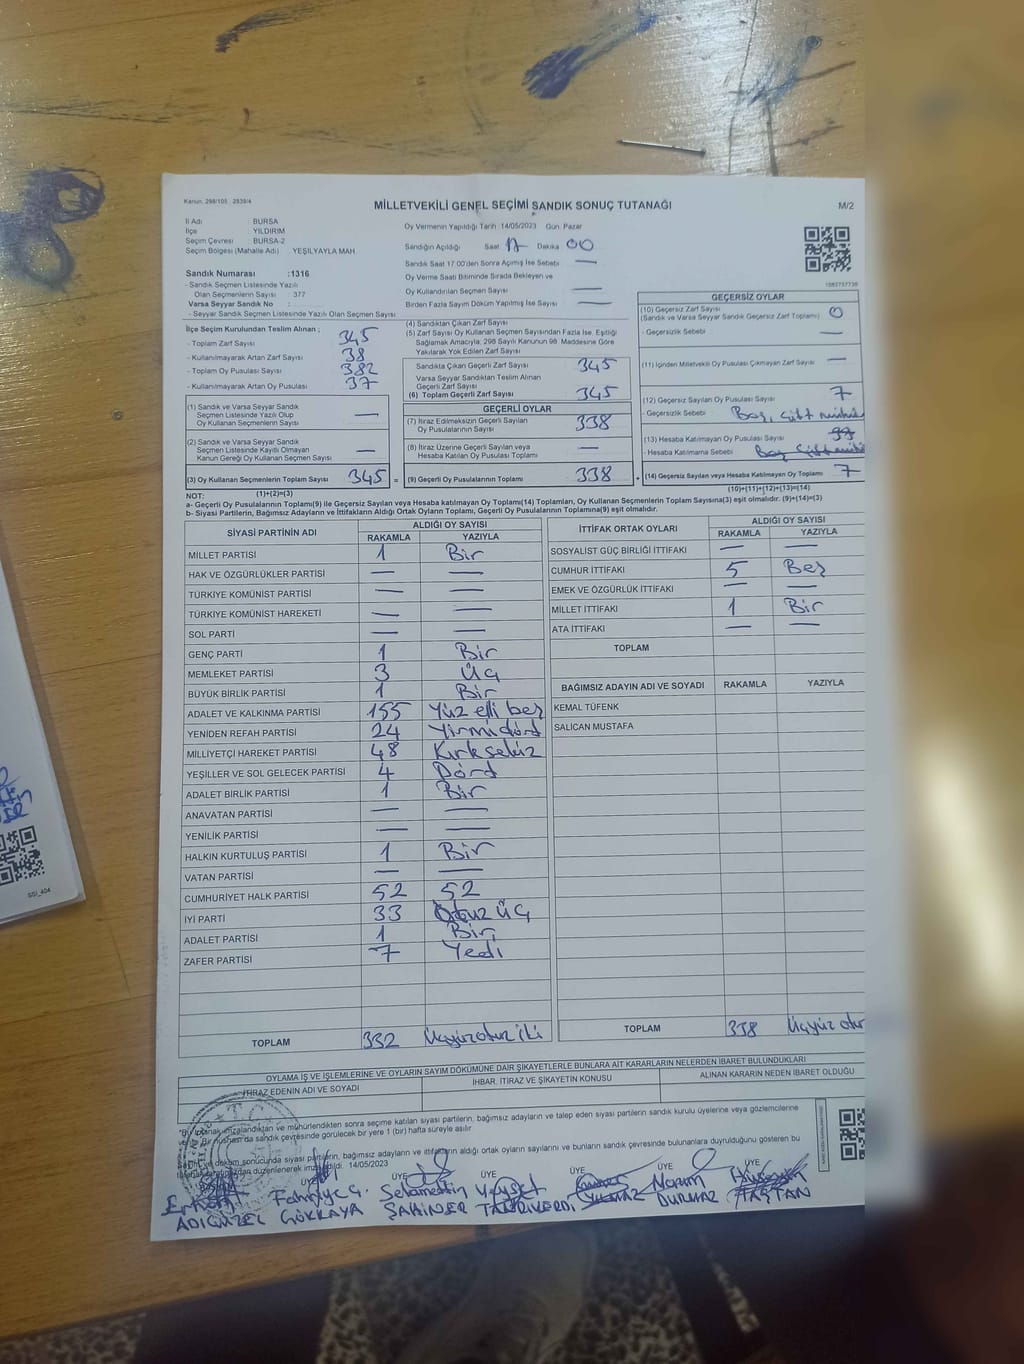 Kanun, 298/105 2839/4
MİLLETVEKİLİ GENEL SEÇİMİ SANDIK SONUÇ TUTANAĞI
M/2
İl Adı : BURSA
İlçe : YILDIRIM
Seçim Çevresi : BURSA-2
Seçim Bölgesi (Mahalle Adı) : YEŞİLYAYLA MAH
Oy Vermenin Yapıldığı Tarih 14/05/2023 Gün Pazar
Sandığın Açıldığı Saat 17 Dakika 00
Sandık Saat 17:00'den Sonra Açılmış İse Sebebi —
Oy Verme Saati Bitiminde Sırada Bekleyen ve
Oy Kullandırılan Seçmen Sayısı —
Birden Fazla Sayım Döküm Yapılmış İse Sayısı —
Sandık Numarası :1316
- Sandık Seçmen Listesinde Yazılı
Olan Seçmenlerin Sayısı : 377
Varsa Seyyar Sandık No :
- Seyyar Sandık Seçmen Listesinde Yazılı Olan Seçmen Sayısı
İlçe Seçim Kurulundan Teslim Alınan ;
- Toplam Zarf Sayısı 345
- Kullanılmayarak Artan Zarf Sayısı 38
- Toplam Oy Pusulası Sayısı 382
- Kullanılmayarak Artan Oy Pusulası 37
(1) Sandık ve Varsa Seyyar Sandık
Seçmen Listesinde Yazılı Olup
Oy Kullanan Seçmenlerin Sayısı —
(2) Sandık ve Varsa Seyyar Sandık
Seçmen Listesinde Kayıtlı Olmayan
Kanun Gereği Oy Kullanan Seçmen Sayısı —
(3) Oy Kullanan Seçmenlerin Toplam Sayısı 345 =
(1)+(2)=(3)
(4) Sandıktan Çıkan Zarf Sayısı
(5) Zarf Sayısı Oy Kullanan Seçmen Sayısından Fazla İse, Eşitliği
Sağlamak Amacıyla; 298 Sayılı Kanunun 98. Maddesine Göre
Yakılarak Yok Edilen Zarf Sayısı
Sandıkta Çıkan Geçerli Zarf Sayısı 345
Varsa Seyyar Sandıktan Teslim Alınan
Geçerli Zarf Sayısı
(6) Toplam Geçerli Zarf Sayısı 345
GEÇERLİ OYLAR
(7) İtiraz Edilmeksizin Geçerli Sayılan
Oy Pusulalarının Sayısı 338
(8) İtiraz Üzerine Geçerli Sayılan veya
Hesaba Katılan Oy Pusulası Toplamı —
(9) Geçerli Oy Pusulalarının Toplamı 338 +
GEÇERSİZ OYLAR
(10) Geçersiz Zarf Sayısı
(Sandık ve Varsa Seyyar Sandık Geçersiz Zarf Toplamı) 0
- Geçersizlik Sebebi —
(11) İçinden Milletvekili Oy Pusulası Çıkmayan Zarf Sayısı —
(12) Geçersiz Sayılan Oy Pusulası Sayısı 7
- Geçersizlik Sebebi Boş, Çift
(13) Hesaba Katılmayan Oy Pusulası Sayısı
- Hesaba Katılmama Sebebi Boş Çift
(14) Geçersiz Sayılan veya Hesaba Katılmayan Oy Toplamı 7
(10)+(11)+(12)+(13)=(14)
NOT:
a- Geçerli Oy Pusulalarının Toplamı(9) ile Geçersiz Sayılan veya Hesaba katılmayan Oy Toplamı(14) Toplamları, Oy Kullanan Seçmenlerin Toplam Sayısına(3) eşit olmalıdır. (9)+(14)=(3)
b- Siyasi Partilerin, Bağımsız Adayların ve İttifakların Aldığı Ortak Oyların Toplamı, Geçerli Oy Pusulalarının Toplamına(9) eşit olmalıdır.
SİYASİ PARTİNİN ADI ALDIĞI OY SAYISI
RAKAMLA YAZIYLA
MİLLET PARTİSİ 1 Bir
HAK VE ÖZGÜRLÜKLER PARTİSİ — —
TÜRKİYE KOMÜNİST PARTİSİ — —
TÜRKİYE KOMÜNİST HAREKETİ — —
SOL PARTİ — —
GENÇ PARTİ 1 Bir
MEMLEKET PARTİSİ 3 Üç
BÜYÜK BİRLİK PARTİSİ 1 Bir
ADALET VE KALKINMA PARTİSİ 155 Yüz elli beş
YENİDEN REFAH PARTİSİ 24 Yirmi dörd
MİLLİYETÇİ HAREKET PARTİSİ 48 Kırk sekiz
YEŞİLLER VE SOL GELECEK PARTİSİ 4 Dörd
ADALET BİRLİK PARTİSİ 1 Bir
ANAVATAN PARTİSİ — —
YENİLİK PARTİSİ — —
HALKIN KURTULUŞ PARTİSİ 1 Bir
VATAN PARTİSİ — —
CUMHURİYET HALK PARTİSİ 52 52
İYİ PARTİ 33 Otuz üç
ADALET PARTİSİ 1 Bir
ZAFER PARTİSİ 7 Yedi
TOPLAM 332 Üçyüzotuz iki
İTTİFAK ORTAK OYLARI ALDIĞI OY SAYISI
RAKAMLA YAZIYLA
SOSYALİST GÜÇ BİRLİĞİ İTTİFAKI — —
CUMHUR İTTİFAKI 5 Beş
EMEK VE ÖZGÜRLÜK İTTİFAKI — —
MİLLET İTTİFAKI 1 Bir
ATA İTTİFAKI — —
TOPLAM
BAĞIMSIZ ADAYIN ADI VE SOYADI RAKAMLA YAZIYLA
KEMAL TÜFENK
SALİCAN MUSTAFA
TOPLAM 338 Üçyüz otuz
OYLAMA İŞ VE İŞLEMLERİNE VE OYLARIN SAYIM DÖKÜMÜNE DAİR ŞİKAYETLERLE BUNLARA AİT KARARLARIN NELERDEN İBARET BULUNDUKLARI
İTİRAZ EDENİN ADI VE SOYADI İHBAR, İTİRAZ VE ŞİKAYETİN KONUSU ALINAN KARARIN NEDEN İBARET OLDUĞU
imzalandıktan ve mühürlendikten sonra seçime katılan siyasi partilerin, bağımsız adayların ve talep eden siyasi partilerin sandık kurulu üyelerine veya gözlemcilerine
Bir nüshası da sandık çevresinde görülecek bir yere 1 (bir) hafta süreyle asılır
döküm sonucunda siyasi partilerin, bağımsız adayların ve ittifakların aldığı ortak oyların sayılarını ve bunların sandık çevresinde bulunanlara duyrulduğunu gösteren bu
düzenlenerek imza edildi. 14/05/2023
ÜYE ÜYE ÜYE ÜYE ÜYE ÜYE
Fahriye G. Selamettin Nurum
ADIGÜZEL GÖKKAYA ŞAHİNER TANRIVERDİ YILMAZ DURMAZ TAŞTAN
SSI_404